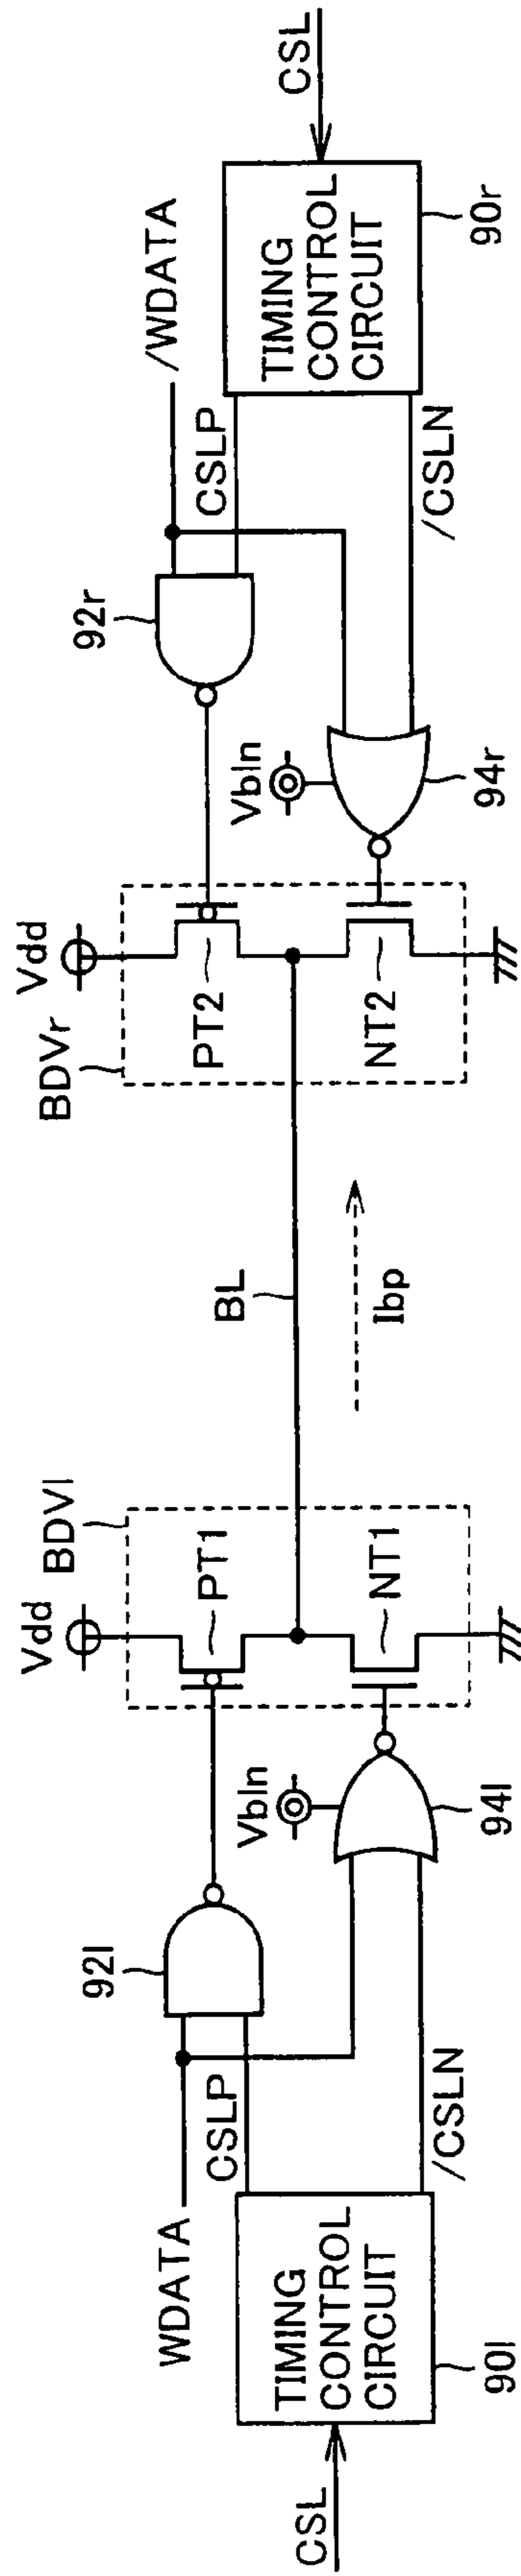 CSL
TIMING
CONTROL
CIRCUIT
90l
WDATA
CSLP
/CSLN
92l
Vbln
94l
Vdd
BDVl
PT1
NT1
BL
Ibp
BDVr
Vdd
PT2
NT2
Vbln
92r
94r
/WDATA
CSLP
/CSLN
TIMING
CONTROL
CIRCUIT
90r
CSL